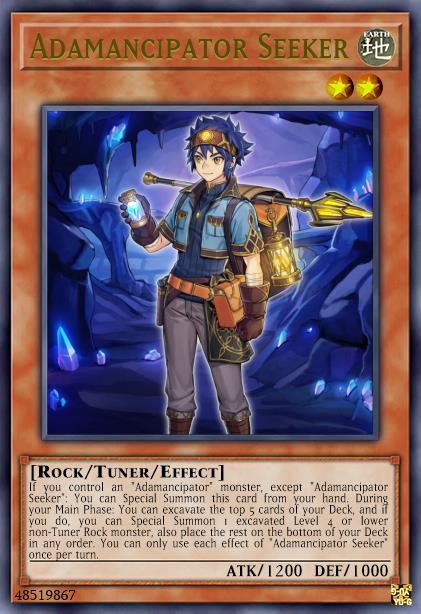 ADAMANCIPATOR SEEKER
EARTH
地
[ROCK/TUNER/EFFECT]
If you control an "Adamancipator" monster, except "Adamancipator
Seeker": You can Special Summon this card from your hand. During
your Main Phase: You can excavate the top 5 cards of your Deck, and if
you do, you can Special Summon 1 excavated Level 4 or lower
non-Tuner Rock monster, also place the rest on the bottom of your Deck
in any order. You can only use each effect of "Adamancipator Seeker"
once per turn.
ATK/1200 DEF/1000
48519867